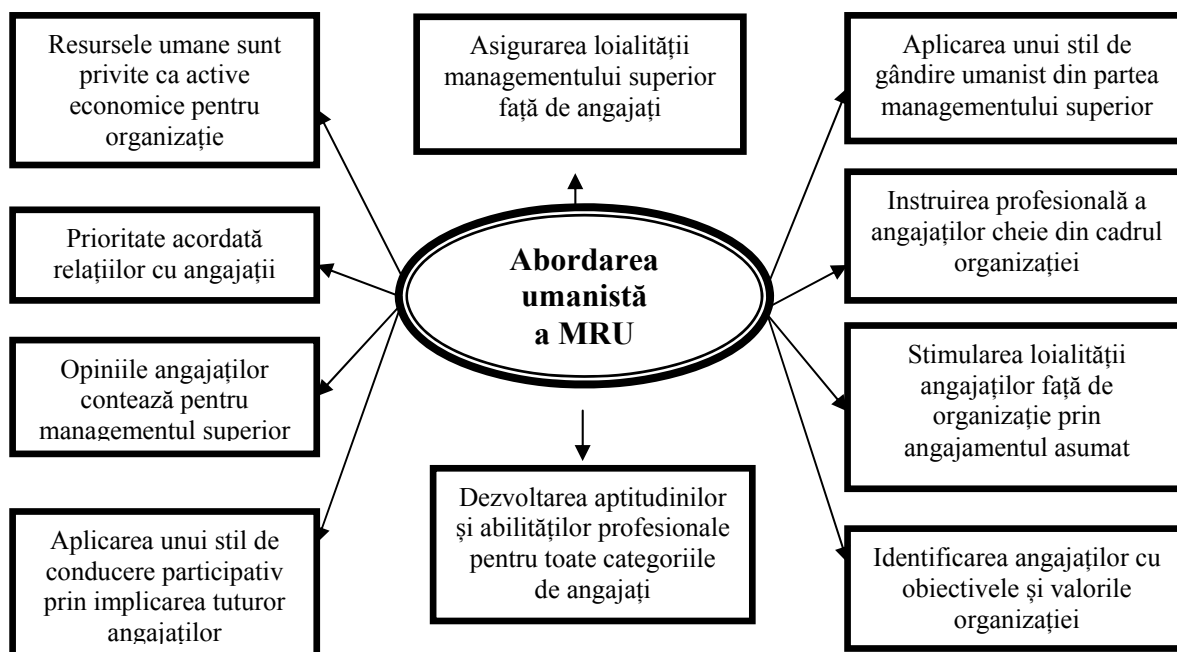 Resursele umane sunt
privite ca active
economice pentru
organizație
Asigurarea loialității
managementului superior
față de angajați
Aplicarea unui stil de
gândire umanist din partea
managementului superior
Prioritate acordată
relațiilor cu angajații
Abordarea
umanistă
a MRU
Instruirea profesională a
angajaților cheie din cadrul
organizației
Opiniile angajaților
contează pentru
managementul superior
Stimularea loialității
angajaților față de
organizație prin
angajamentul asumat
Aplicarea unui stil de
conducere participativ
prin implicarea tuturor
angajaților
Dezvoltarea aptitudinilor
și abilităților profesionale
pentru toate categoriile
de angajați
Identificarea angajaților cu
obiectivele și valorile
organizației